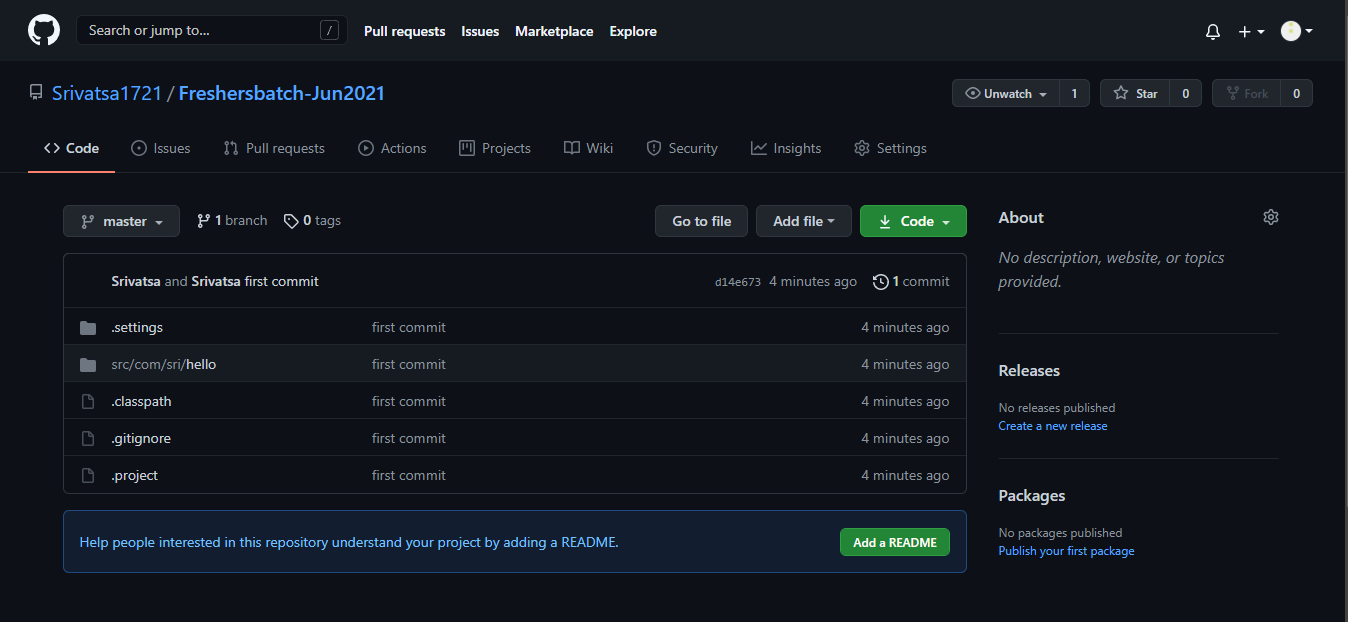 Search or jump to... / Pull requests Issues Marketplace Explore
Srivatsa1721 / Freshersbatch-Jun2021 Unwatch 1 Star 0 Fork 0
Code Issues Pull requests Actions Projects Wiki Security Insights Settings
master 1 branch 0 tags Go to file Add file Code
About
No description, website, or topics
provided.
Srivatsa and Srivatsa first commit d14e673 4 minutes ago 1 commit
.settings first commit 4 minutes ago
src/com/sri/hello first commit 4 minutes ago
.classpath first commit 4 minutes ago
.gitignore first commit 4 minutes ago
.project first commit 4 minutes ago
Help people interested in this repository understand your project by adding a README. Add a README
Releases
No releases published
Create a new release
Packages
No packages published
Publish your first package